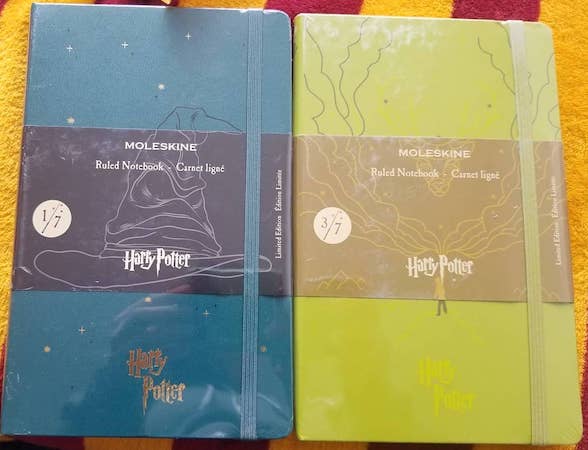 MOLESKINE
Ruled Notebook - Carnet ligné
1/7
Harry Potter
Limited Edition Édition Limitée
Harry
Potter
MOLESKINE
Ruled Notebook - Carnet ligné
3/7
Harry Potter
Limited Edition Édition Limitée
Harry
Potter